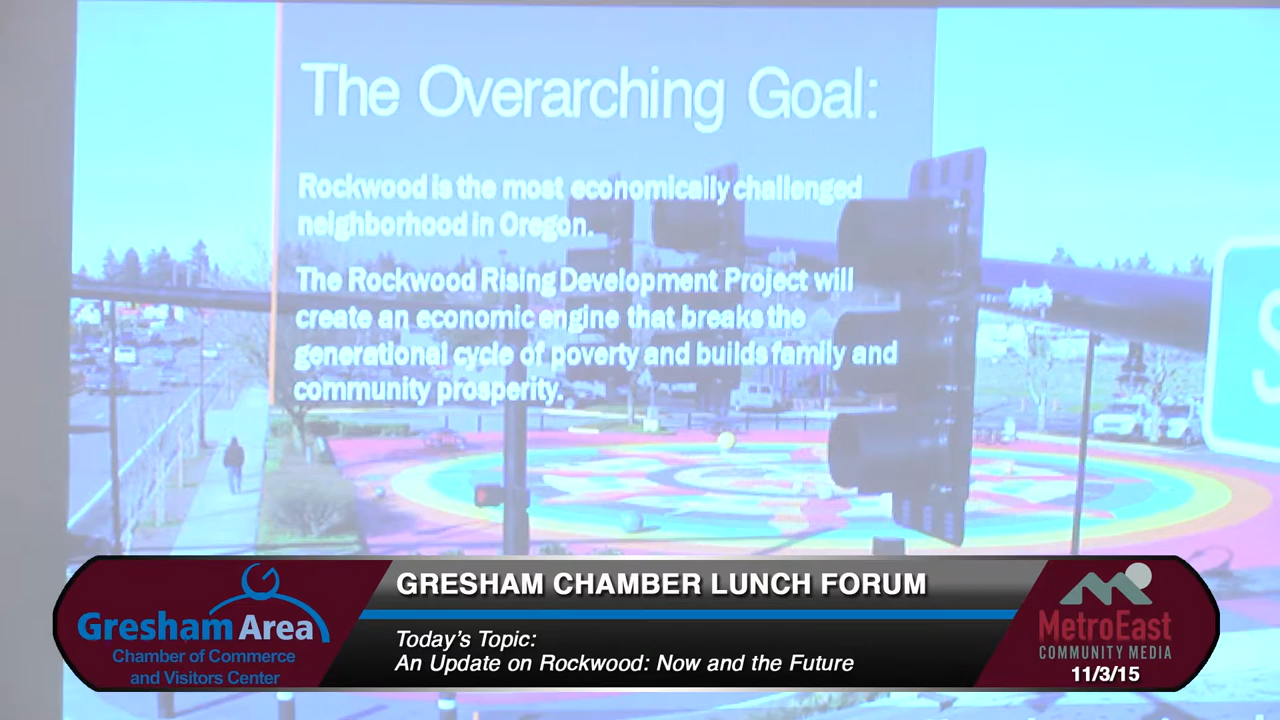 The Overarching Goal:
Rockwood is the most economically challenged
neighborhood in Oregon.
The Rockwood Rising Development Project will
create an economic engine that breaks the
generational cycle of poverty and builds family and
community prosperity.
S
GRESHAM CHAMBER LUNCH FORUM
Today's Topic:
An Update on Rockwood: Now and the Future
Gresham Area
Chamber of Commerce
and Visitors Center
MetroEast
COMMUNITY MEDIA
11/3/15